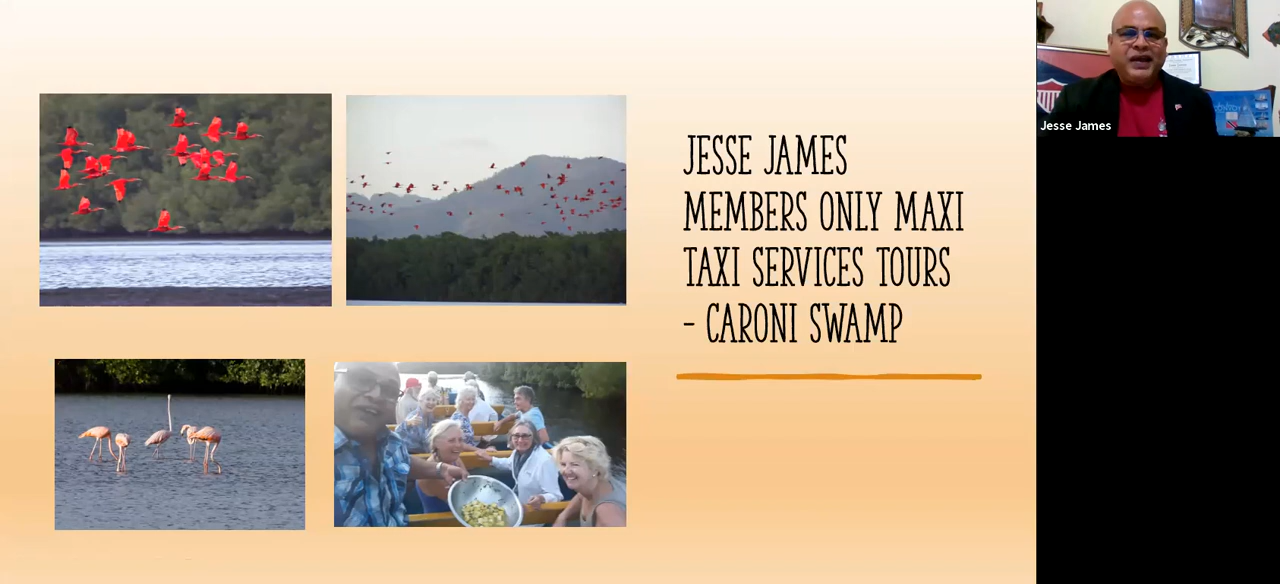 JESSE JAMES
MEMBERS ONLY MAXI
TAXI SERVICES TOURS
- CARONI SWAMP
Jesse James